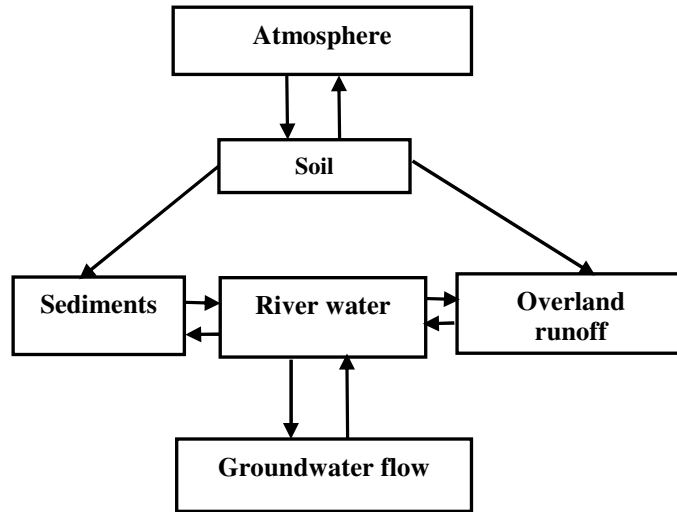 Atmosphere
Soil
Sediments
River water
Overland
runoff
Groundwater flow